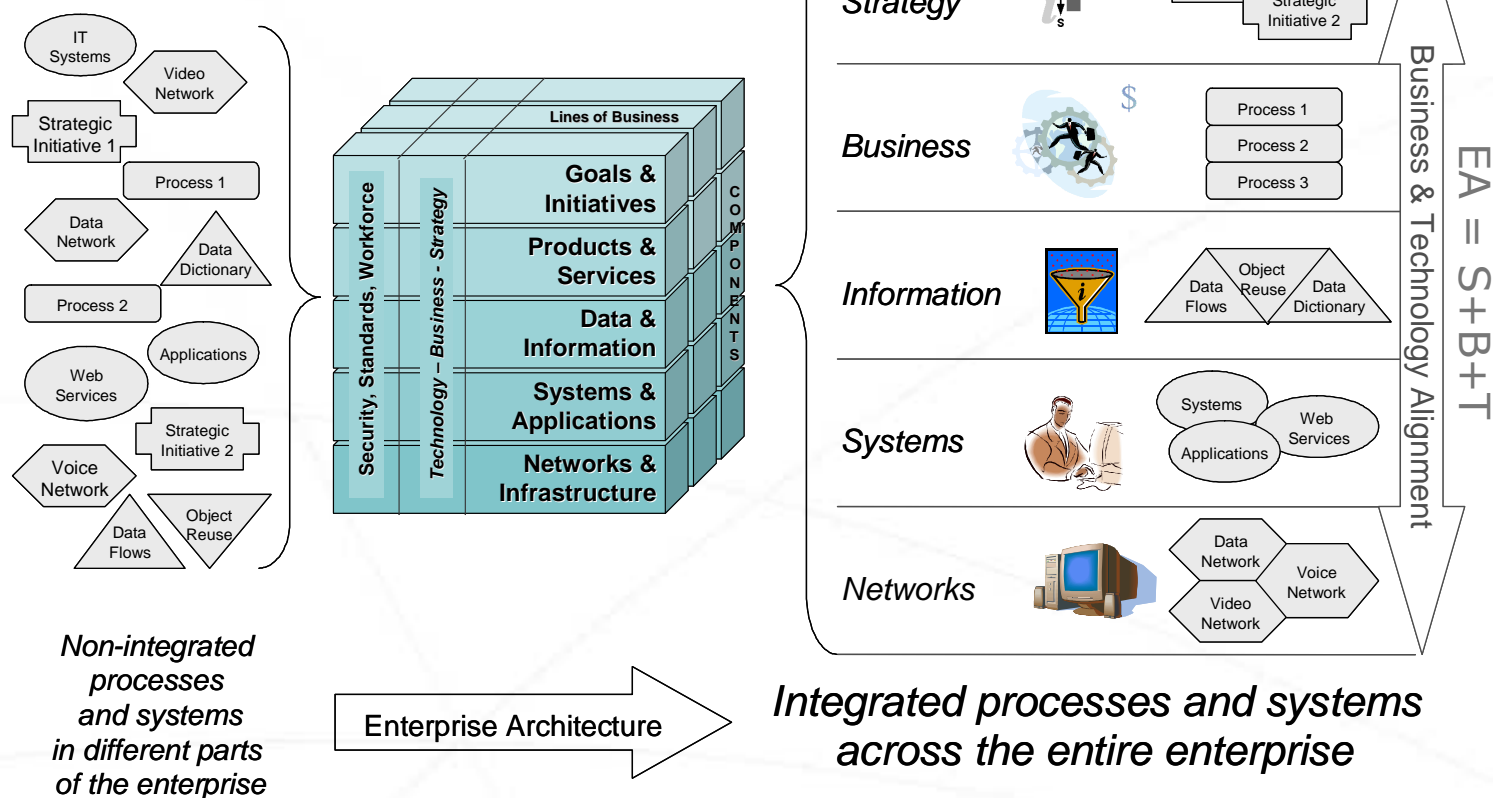 IT
Systems
Video
Network
Strategic
Initiative 1
Process 1
Data
Network
Data
Dictionary
Process 2
Applications
Web
Services
Strategic
Initiative 2
Voice
Network
Data
Flows
Object
Reuse
Non-integrated
processes
and systems
in different parts
of the enterprise
Lines of Business
COMPONENTS
Security, Standards, Workforce
Technology – Business - Strategy
Goals &
Initiatives
Products &
Services
Data &
Information
Systems &
Applications
Networks &
Infrastructure
Enterprise Architecture
Strategy
s
Strategic
Initiative 2
Business
$
Process 1
Process 2
Process 3
Information
i
Data
Flows
Object
Reuse
Data
Dictionary
Systems
Systems
Applications
Web
Services
Networks
Data
Network
Video
Network
Voice
Network
Business & Technology Alignment
EA = S+B+T
Integrated processes and systems
across the entire enterprise